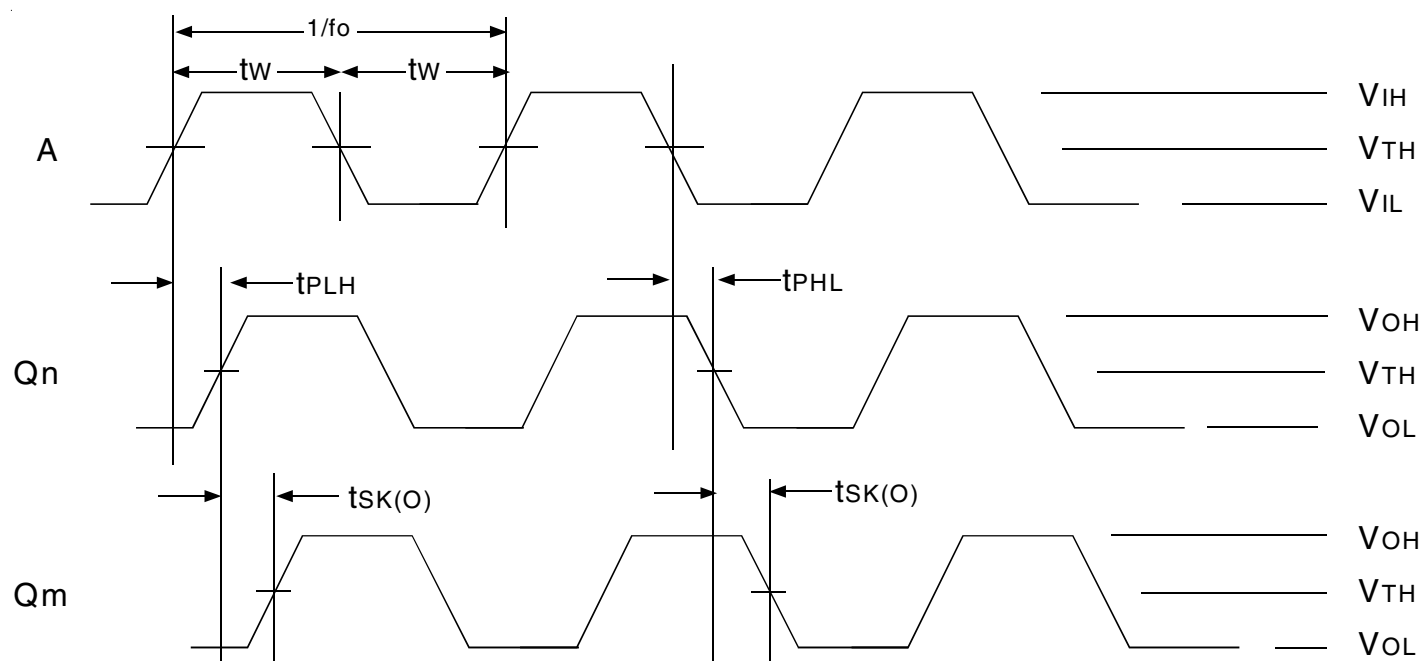 1/fo
tW tW
VIH
A VTH
VIL
tPLH tPHL
VOH
Qn VTH
VOL
tSK(O) tSK(O)
VOH
Qm VTH
VOL